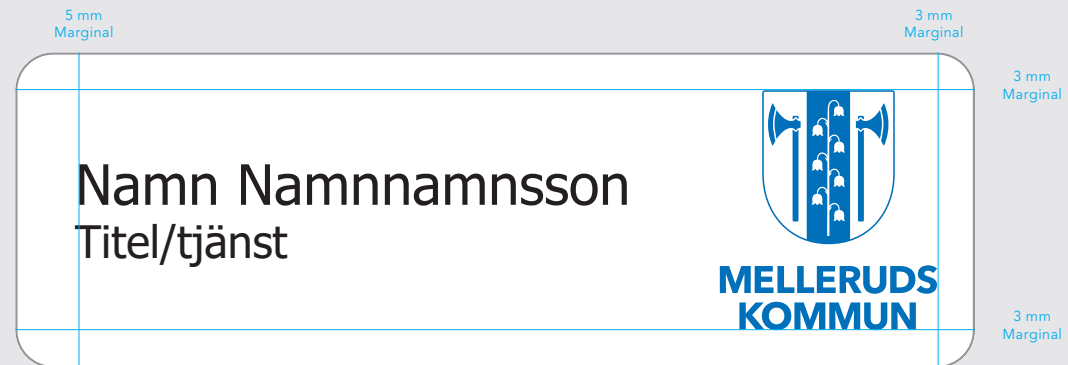 5 mm
Marginal
3 mm
Marginal
3 mm
Marginal
Namn Namnnamnsson
Titel/tjänst
MELLERUDS
KOMMUN
3 mm
Marginal